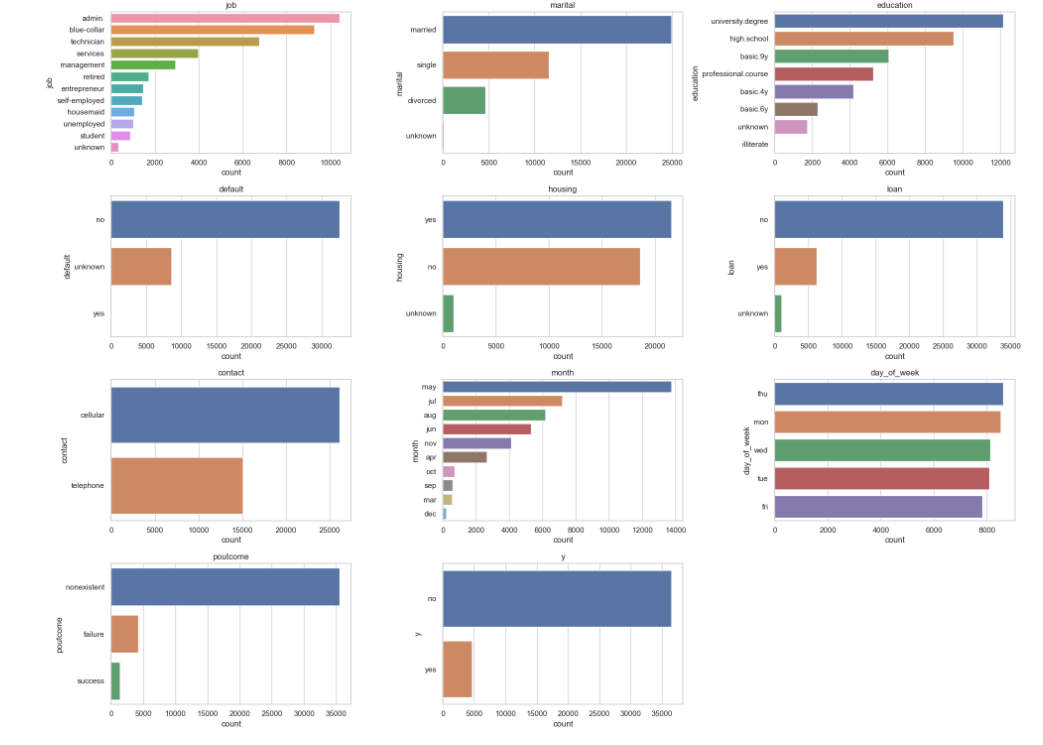 job
job
admin.
blue-collar
technician
services
management
retired
entrepreneur
self-employed
housemaid
unemployed
student
unknown
0 2000 4000 6000 8000 10000
count
marital
marital
married
single
divorced
unknown
0 5000 10000 15000 20000 25000
count
education
education
university.degree
high.school
basic.9y
professional.course
basic.4y
basic.6y
unknown
illiterate
0 2000 4000 6000 8000 10000 12000
count
default
default
no
unknown
yes
0 5000 10000 15000 20000 25000 30000
count
housing
housing
yes
no
unknown
0 5000 10000 15000 20000
count
loan
loan
no
yes
unknown
0 5000 10000 15000 20000 25000 30000 35000
count
contact
contact
cellular
telephone
0 5000 10000 15000 20000 25000
count
month
month
may
jul
aug
jun
nov
apr
oct
sep
mar
dec
0 2000 4000 6000 8000 10000 12000 14000
count
day_of_week
day_of_week
thu
mon
wed
tue
fri
0 2000 4000 6000 8000
count
poutcome
poutcome
nonexistent
failure
success
0 5000 10000 15000 20000 25000 30000 35000
count
y
y
no
yes
0 5000 10000 15000 20000 25000 30000 35000
count